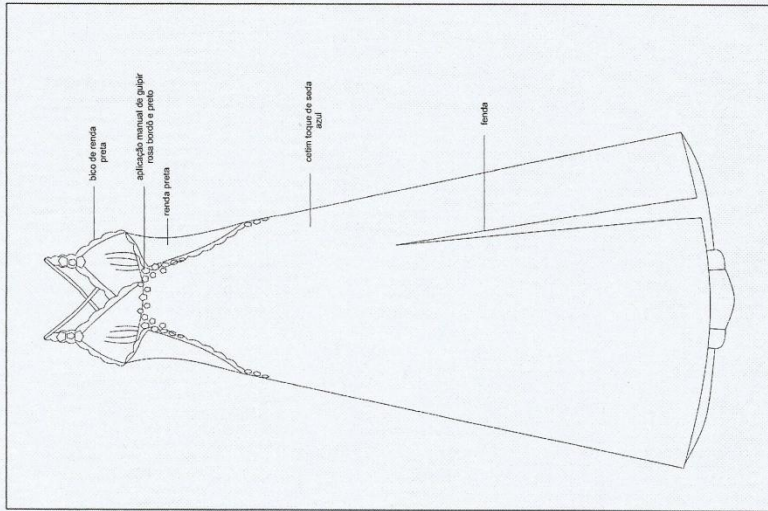 bico de renda
preta
aplicação manual de guipir
rosa bordô e preto
renda preta
cetim toque de seda
azul
fenda